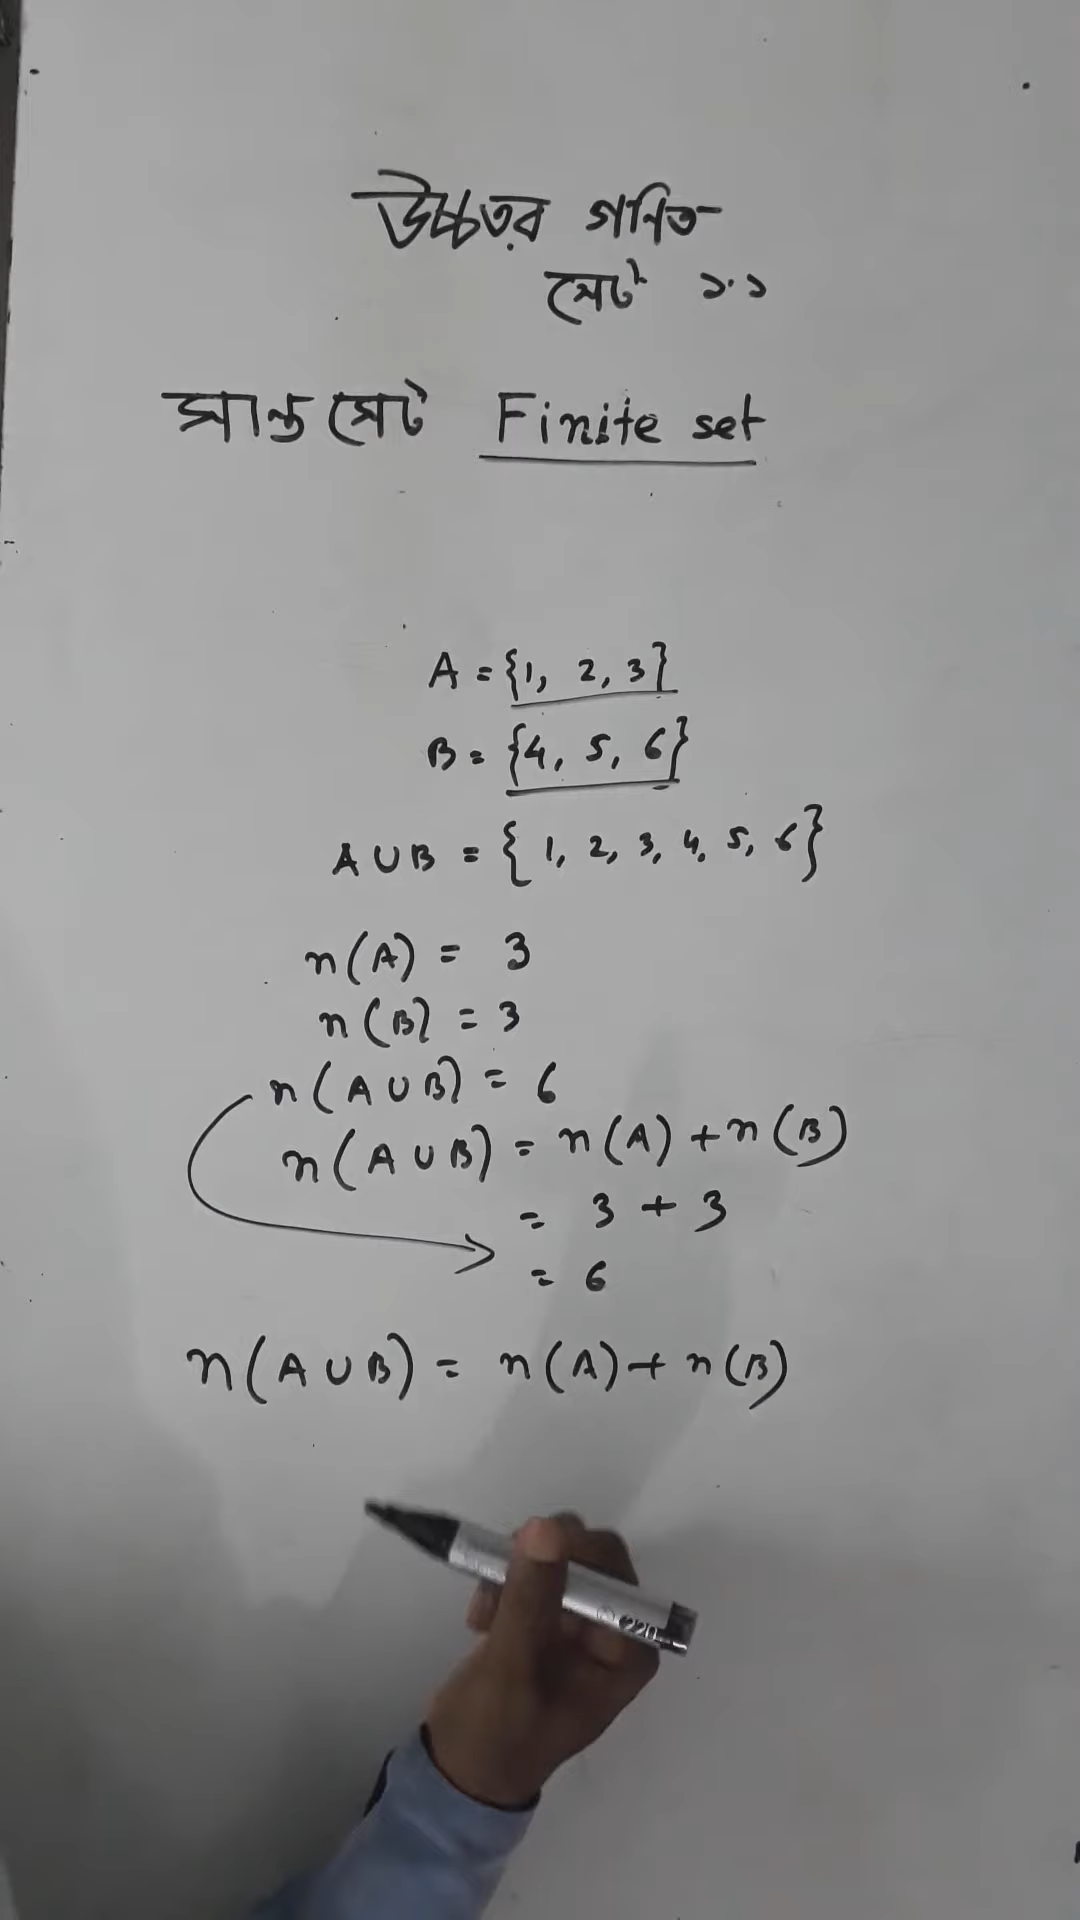 উচ্চতর গণিত
সেট ১.১
সান্ত সেট Finite set
A = {1, 2, 3}
B = {4, 5, 6}
A ∪ B = {1, 2, 3, 4, 5, 6}
n(A) = 3
n(B) = 3
n(A ∪ B) = 6
n(A ∪ B) = n(A) + n(B)
= 3 + 3
= 6
n(A ∪ B) = n(A) + n(B)